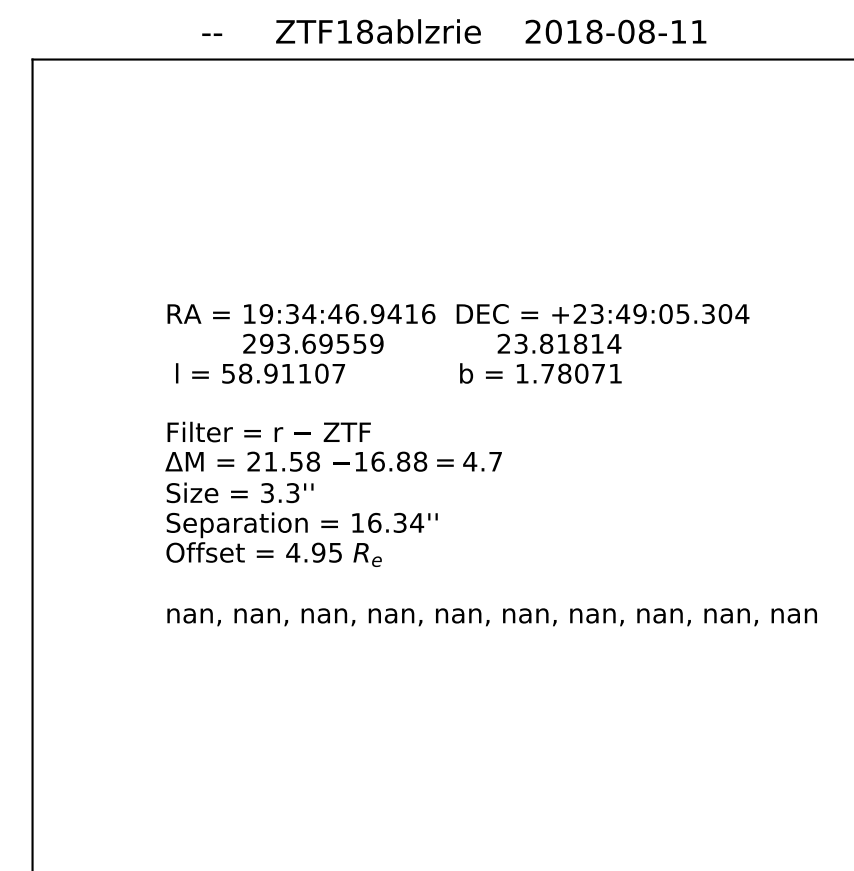 -- ZTF18ablzrie 2018-08-11
RA = 19:34:46.9416 DEC = +23:49:05.304
293.69559 23.81814
l = 58.91107 b = 1.78071
Filter = r − ZTF
ΔM = 21.58 −16.88 = 4.7
Size = 3.3''
Separation = 16.34''
Offset = 4.95 Re
nan, nan, nan, nan, nan, nan, nan, nan, nan, nan